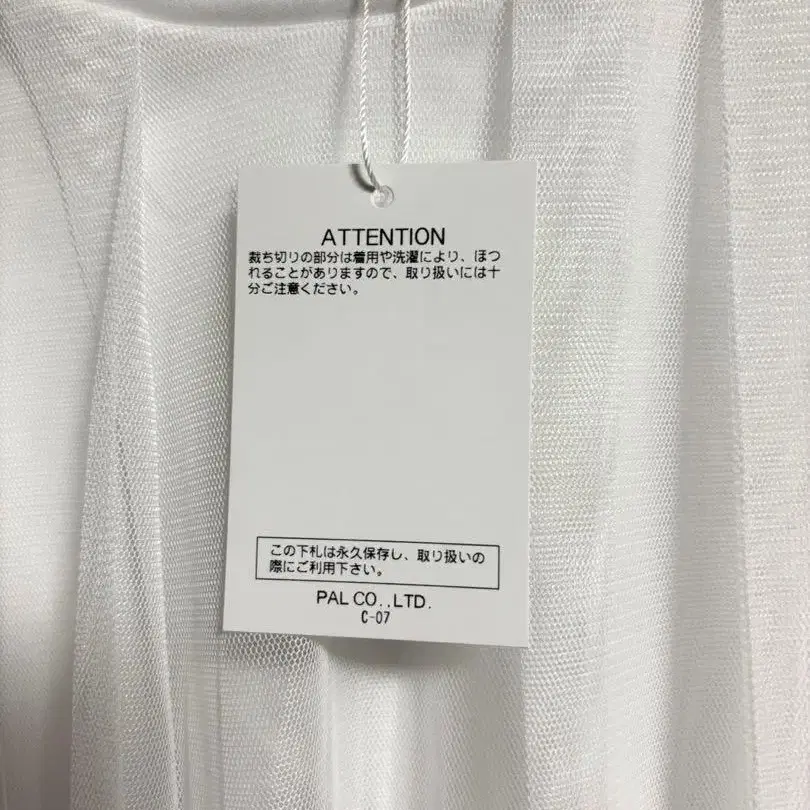 ATTENTION
裁ち切りの部分は着用や洗濯により、ほつ
れることがありますので、取り扱いには十
分ご注意ください。
この下札は永久保存し、取り扱いの
際にご利用下さい。
PAL CO.,LTD.
C-07